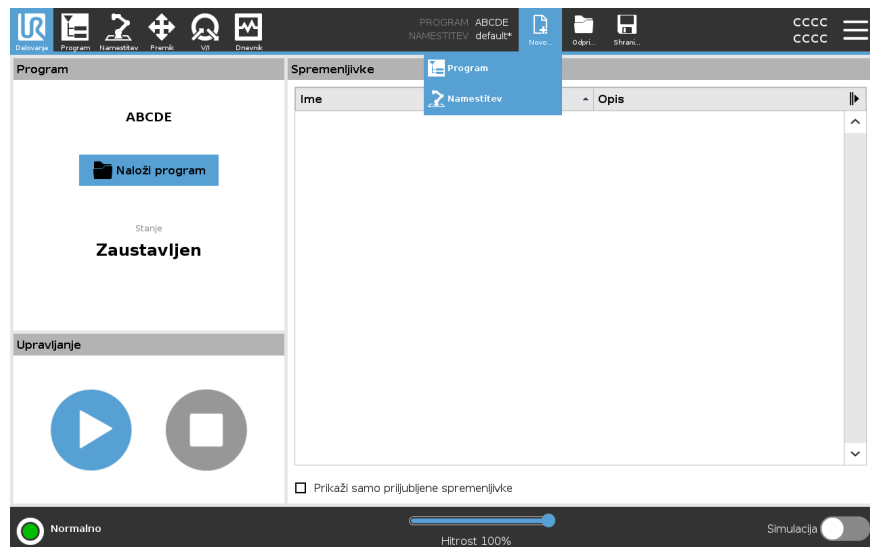 PROGRAM ABCDE
NAMESTITEV default*
CCCC
CCCC
Delovanje Program Namestitev Premik V/I Dnevnik Novo... Odpri... Shrani...
Program
Namestitev
Program
Spremenljivke
Ime
Opis
ABCDE
Naloži program
Stanje
Zaustavljen
Upravljanje
Prikaži samo priljubljene spremenljivke
Normalno
Hitrost 100%
Simulacija